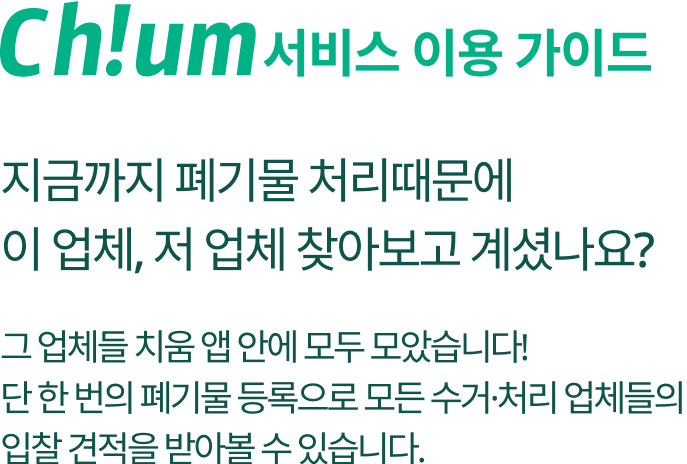 Ch!um 서비스 이용 가이드
지금까지 폐기물 처리때문에
이 업체, 저 업체 찾아보고 계셨나요?
그 업체들 치움 앱 안에 모두 모았습니다!
단 한 번의 폐기물 등록으로 모든 수거·처리 업체들의
입찰 견적을 받아볼 수 있습니다.